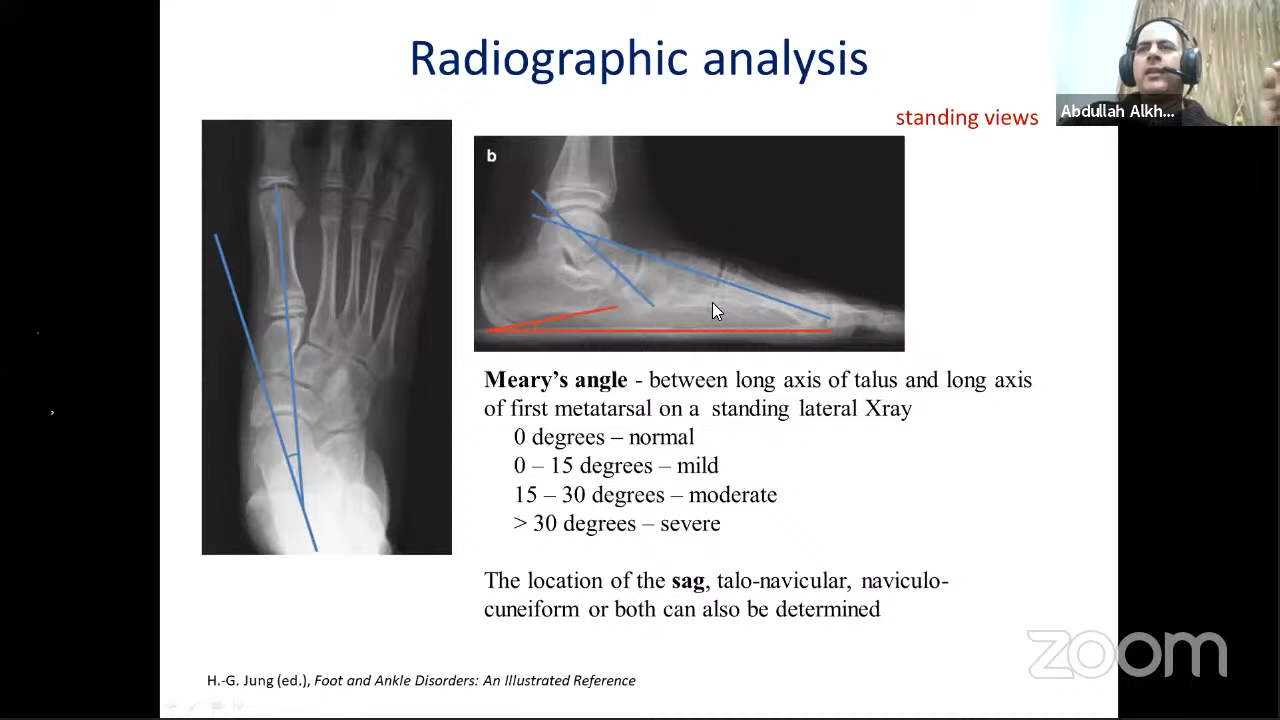 Radiographic analysis
standing views
Abdullah Alkh...
b
Meary's angle - between long axis of talus and long axis
of first metatarsal on a  standing lateral Xray
0 degrees – normal
0 – 15 degrees – mild
15 – 30 degrees – moderate
> 30 degrees – severe
The location of the sag, talo-navicular, naviculo-
cuneiform or both can also be determined
zoom
H.-G. Jung (ed.), Foot and Ankle Disorders: An Illustrated Reference